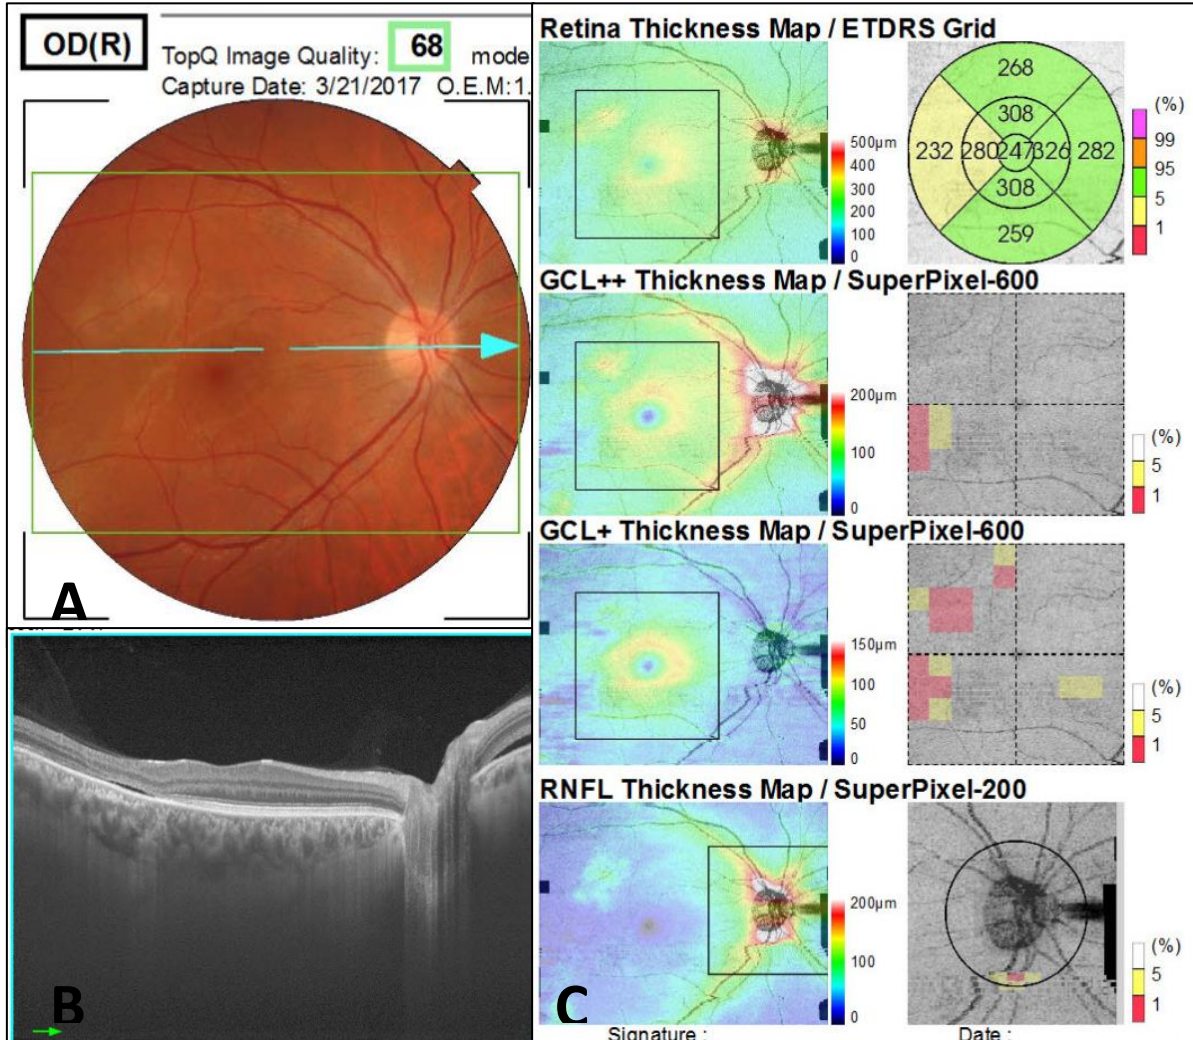 OD(R)
TopQ Image Quality: 68 mode
Capture Date: 3/21/2017 O.E.M:1.
A
B
Retina Thickness Map / ETDRS Grid
500µm
400
300
200
100
0
268
308
232 280 247 326 282
308
259
(%)
99
95
5
1
GCL++ Thickness Map / SuperPixel-600
200µm
100
0
(%)
5
1
GCL+ Thickness Map / SuperPixel-600
150µm
100
50
0
(%)
5
1
RNFL Thickness Map / SuperPixel-200
200µm
100
0
(%)
5
1
C
Signature :
Date :